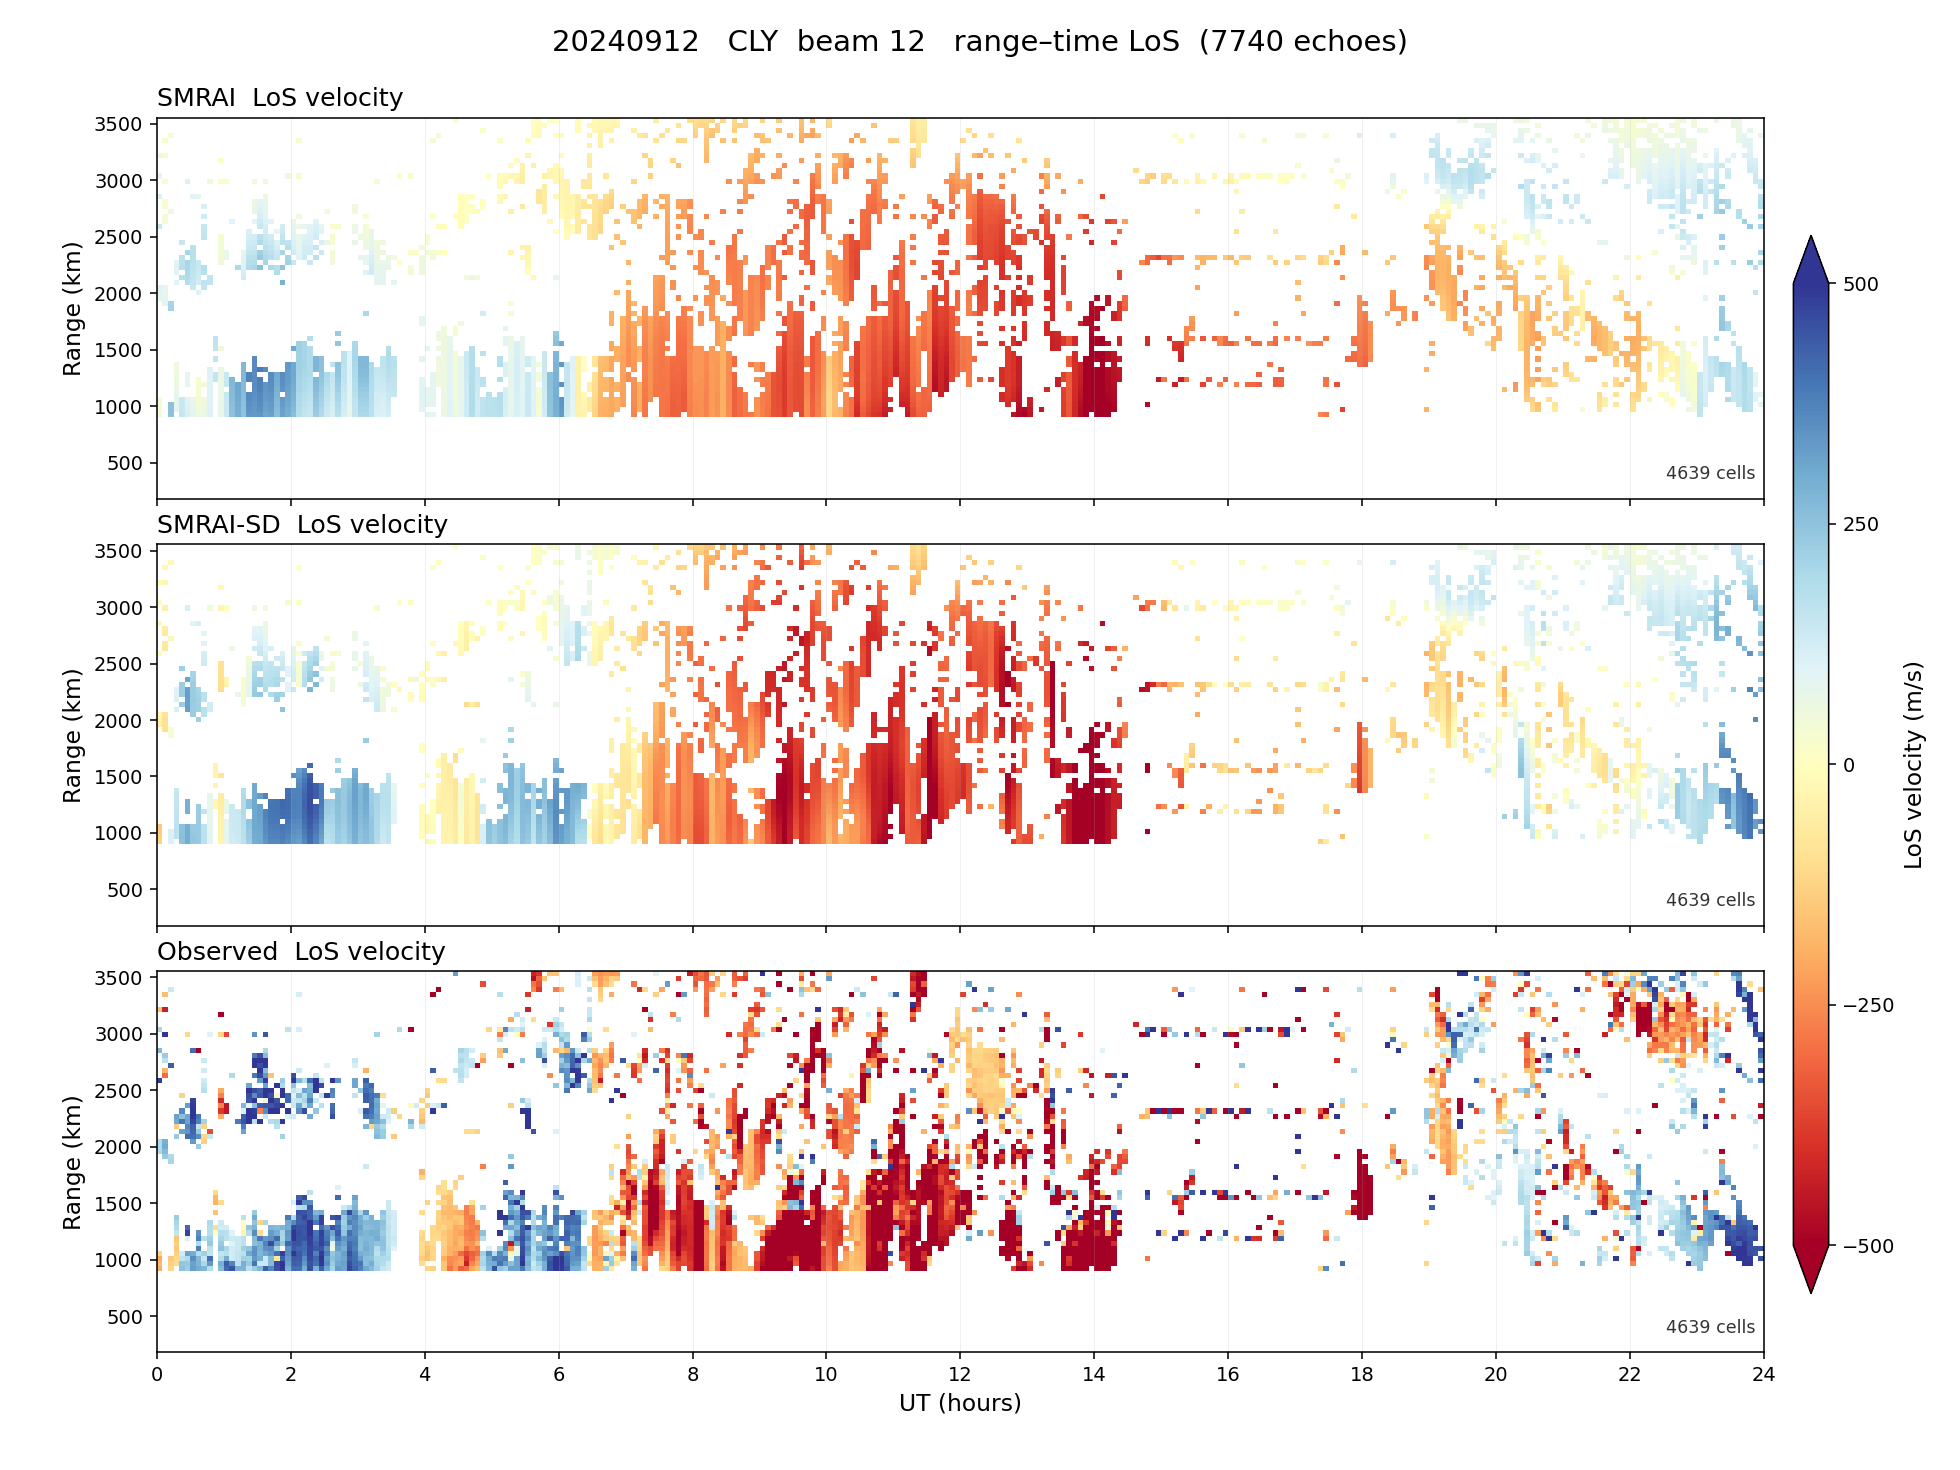 20240912 CLY beam 12 range–time LoS (7740 echoes)
SMRAI LoS velocity
3500
3000
2500
2000
1500
1000
500
Range (km)
4639 cells
SMRAI-SD LoS velocity
3500
3000
2500
2000
1500
1000
500
Range (km)
4639 cells
Observed LoS velocity
3500
3000
2500
2000
1500
1000
500
Range (km)
4639 cells
0 2 4 6 8 10 12 14 16 18 20 22 24
UT (hours)
500
250
0
−250
−500
LoS velocity (m/s)